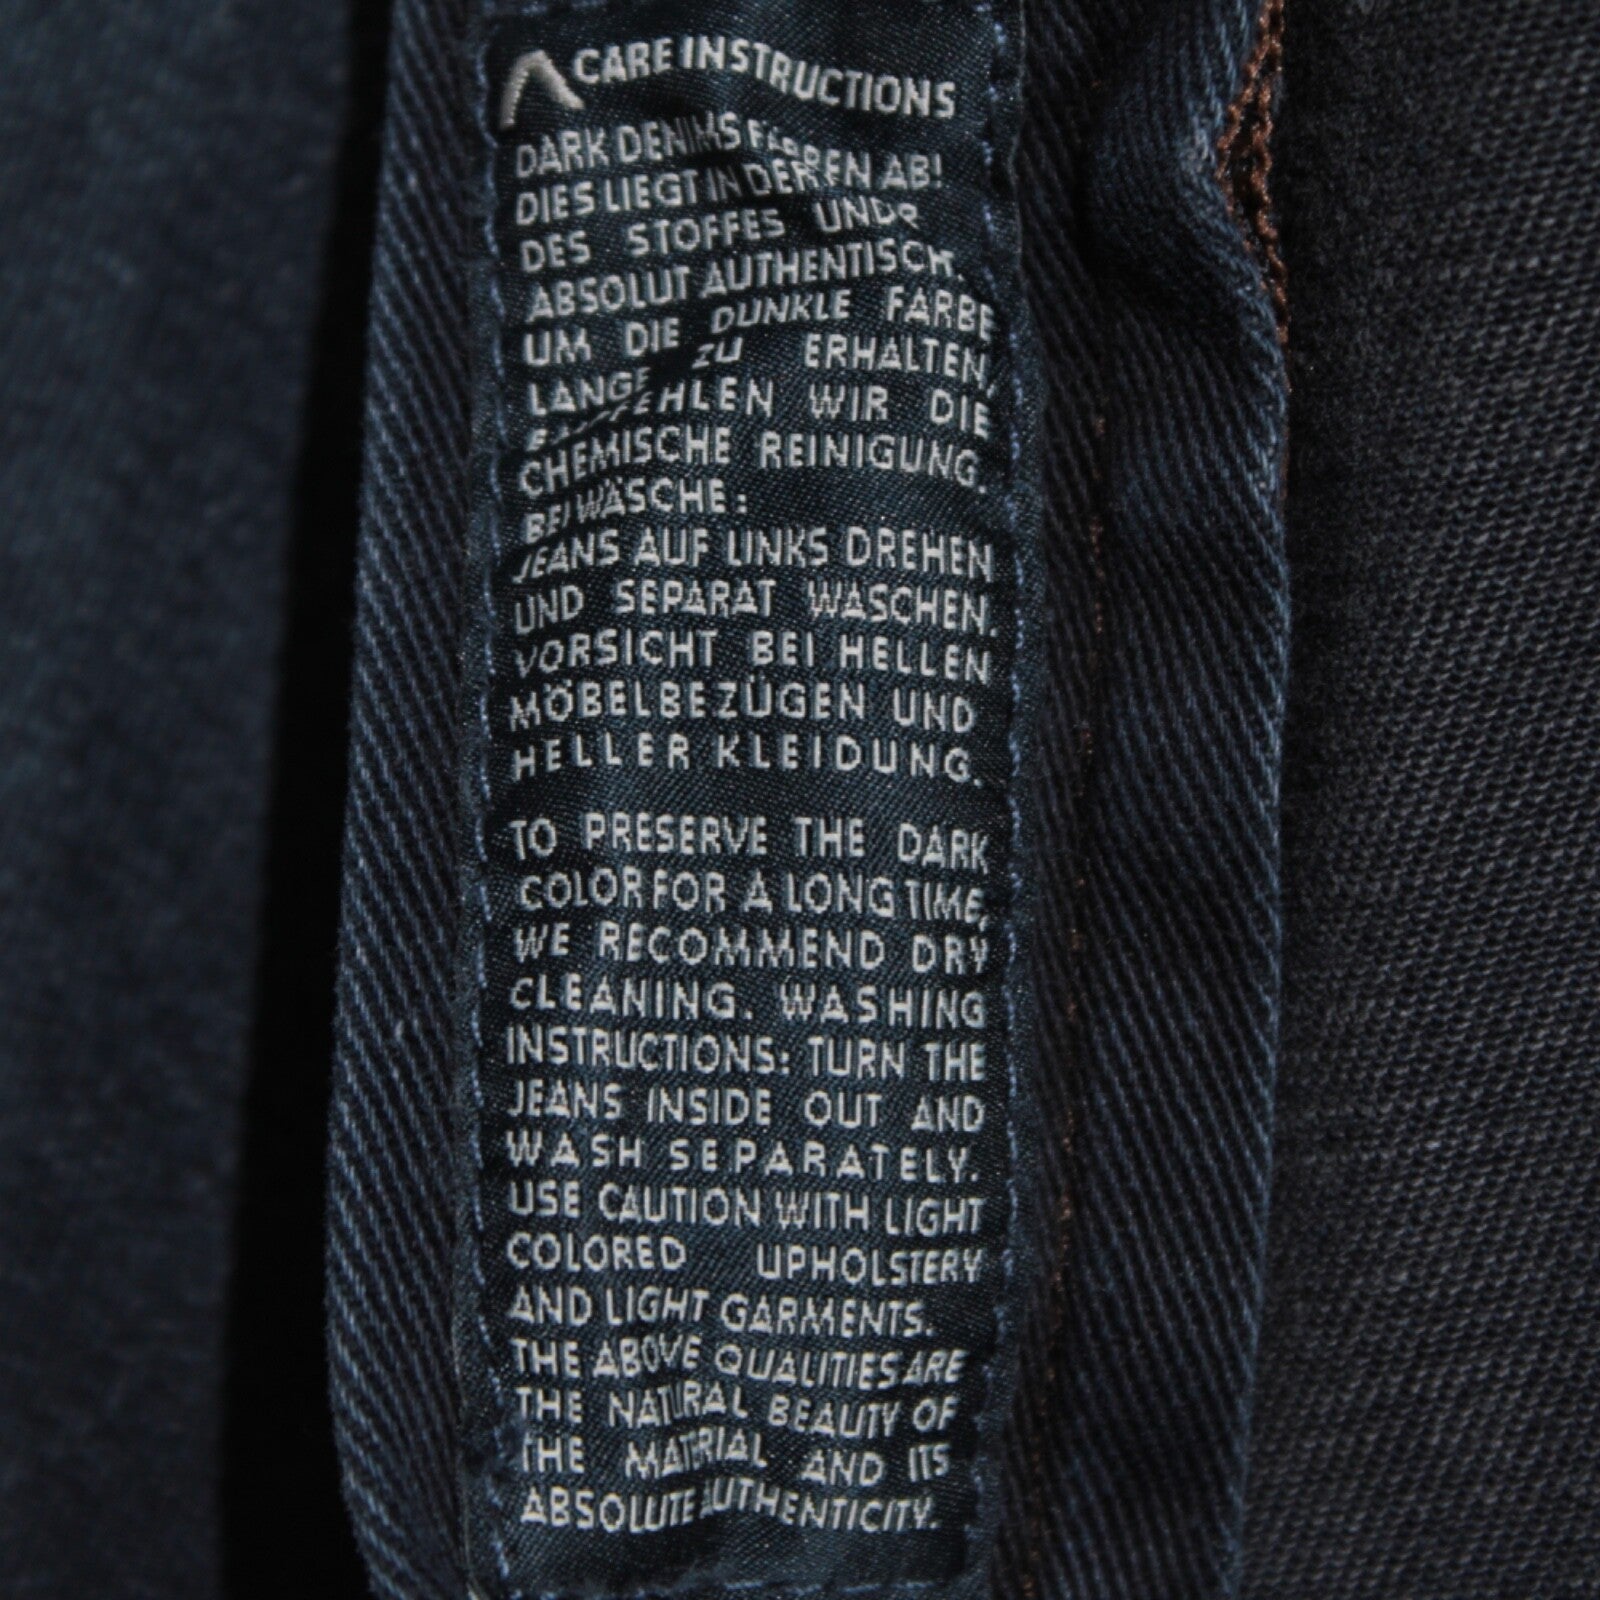 CARE INSTRUCTIONS
DARK DENIMS FÄRBEN AB!
DIES LIEGT IN DER
DES STOFFES UND
ABSOLUT AUTHENTISCH.
UM DIE DUNKLE FARBE
LANGE ZU ERHALTEN,
EMPFEHLEN WIR DIE
CHEMISCHE REINIGUNG.
BEI WÄSCHE:
JEANS AUF LINKS DREHEN
UND SEPARAT WASCHEN.
VORSICHT BEI HELLEN
MÖBELBEZÜGEN UND
HELLER KLEIDUNG.
TO PRESERVE THE DARK
COLOR FOR A LONG TIME,
WE RECOMMEND DRY
CLEANING. WASHING
INSTRUCTIONS: TURN THE
JEANS INSIDE OUT AND
WASH SEPARATELY.
USE CAUTION WITH LIGHT
COLORED UPHOLSTERY
AND LIGHT GARMENTS.
THE ABOVE QUALITIES ARE
THE NATURAL BEAUTY OF
THE MATERIAL AND ITS
ABSOLUTE AUTHENTICITY.